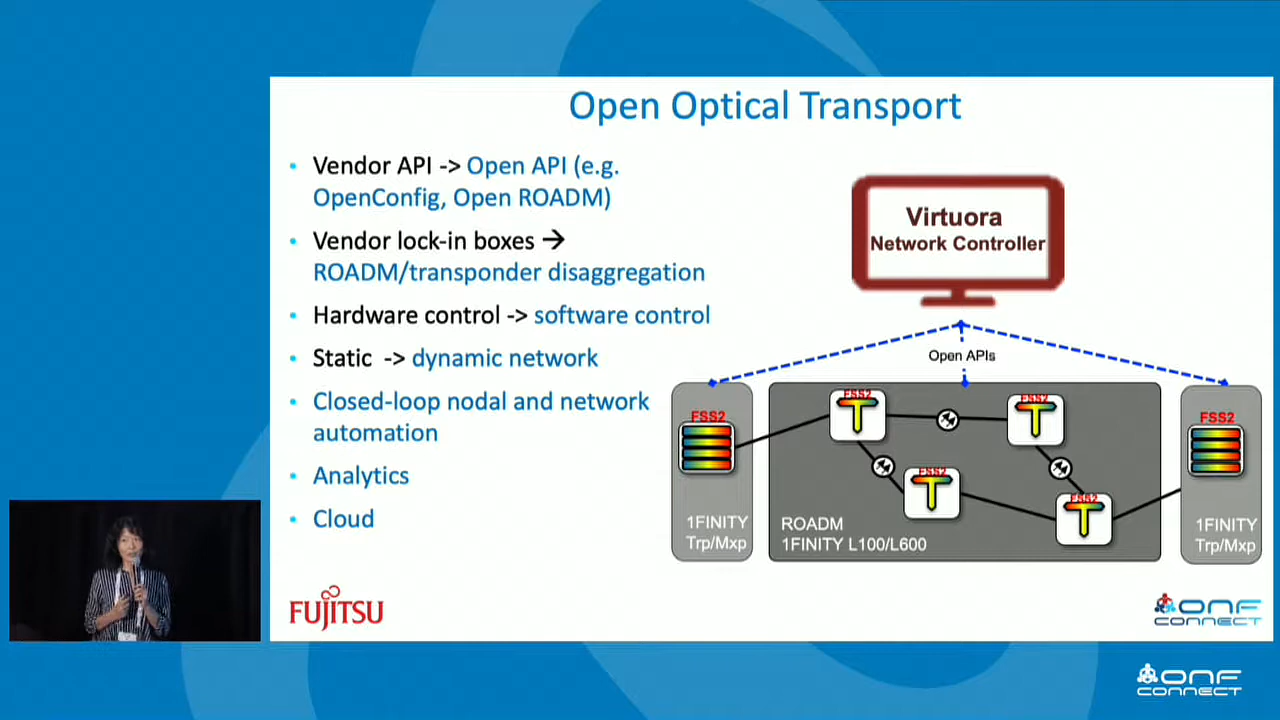 Open Optical Transport
• Vendor API -> Open API (e.g.
OpenConfig, Open ROADM)
• Vendor lock-in boxes →
ROADM/transponder disaggregation
• Hardware control -> software control
• Static -> dynamic network
• Closed-loop nodal and network
automation
• Analytics
• Cloud
Virtuora
Network Controller
Open APIs
FSS2
FSS2
FSS2
FSS2
FSS2
FSS2
1FINITY
Trp/Mxp
ROADM
1FINITY L100/L600
1FINITY
Trp/Mxp
FUJITSU
ONF
CONNECT
ONF
CONNECT